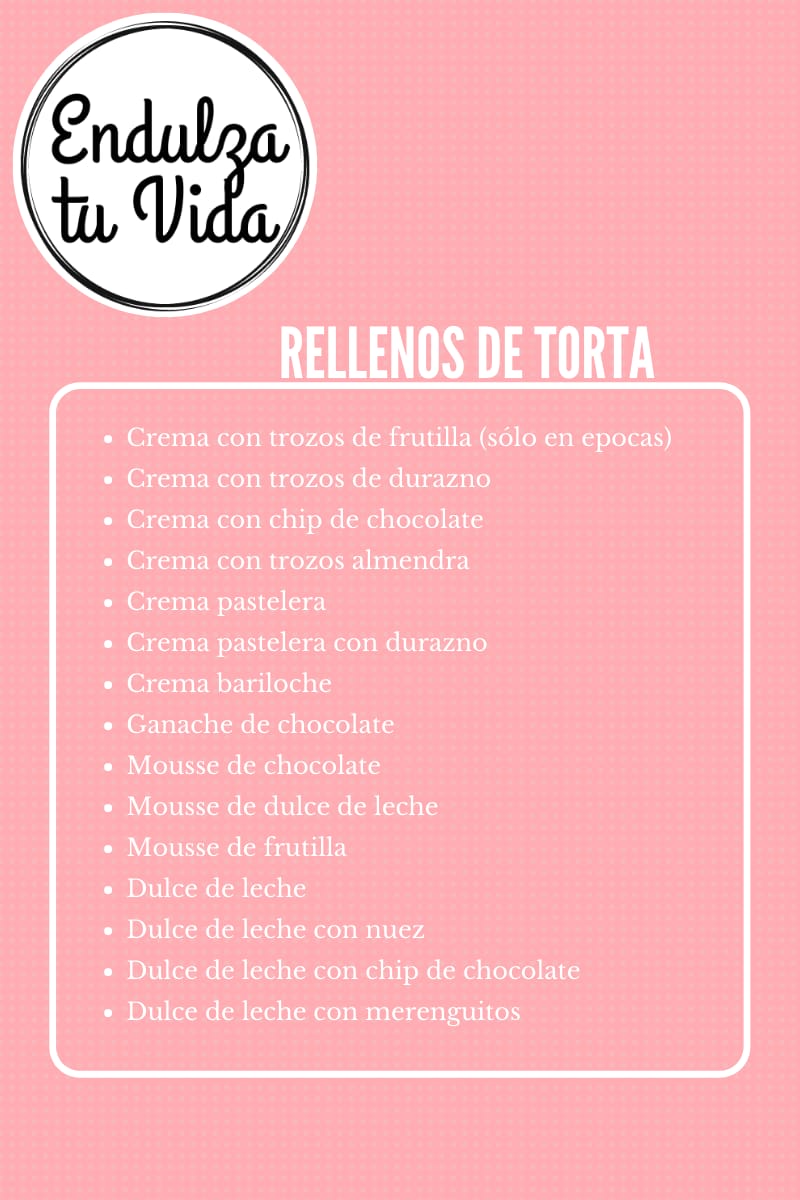 Endulza
tu Vida
RELLENOS DE TORTA
• Crema con trozos de frutilla (sólo en epocas)
• Crema con trozos de durazno
• Crema con chip de chocolate
• Crema con trozos almendra
• Crema pastelera
• Crema pastelera con durazno
• Crema bariloche
• Ganache de chocolate
• Mousse de chocolate
• Mousse de dulce de leche
• Mousse de frutilla
• Dulce de leche
• Dulce de leche con nuez
• Dulce de leche con chip de chocolate
• Dulce de leche con merenguitos